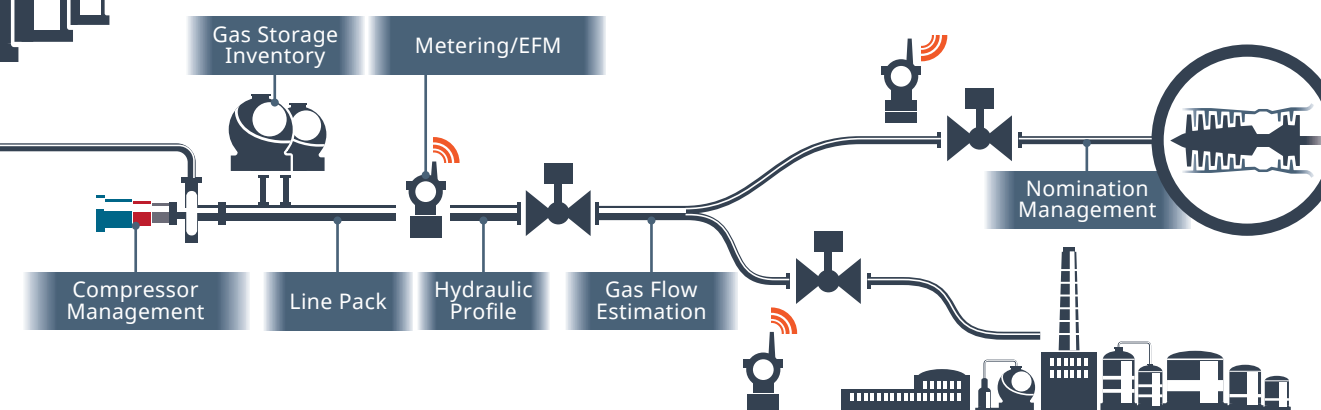 Gas Storage
Inventory
Metering/EFM
Nomination
Management
Compressor
Management
Line Pack
Hydraulic
Profile
Gas Flow
Estimation